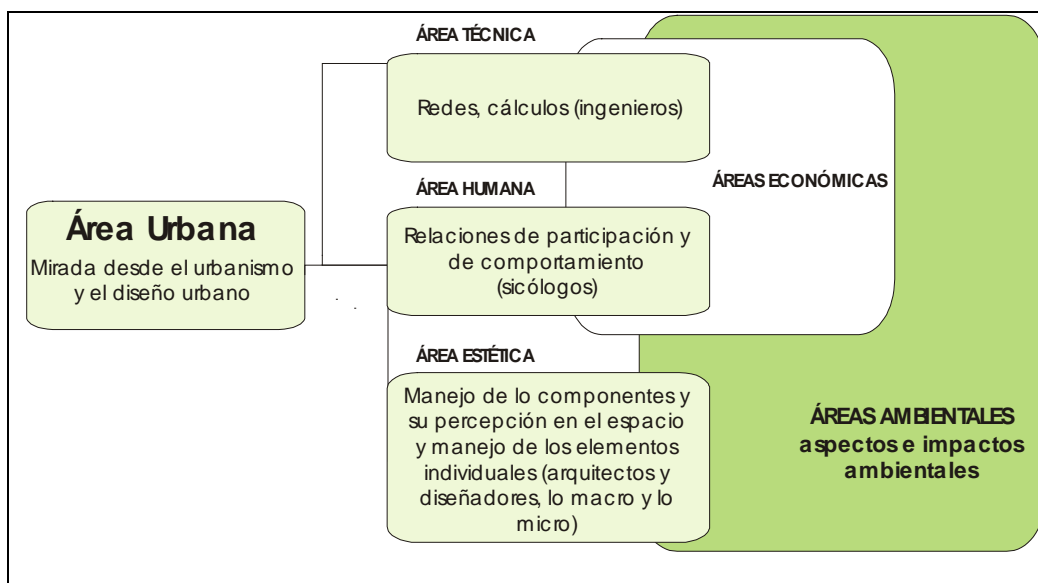 ÁREA TÉCNICA
Redes, cálculos (ingenieros)
ÁREA HUMANA
ÁREAS ECONÓMICAS
Área Urbana
Mirada desde el urbanismo
y el diseño urbano
Relaciones de participación y
de comportamiento
(sicólogos)
ÁREA ESTÉTICA
Manejo de lo componentes y
su percepción en el espacio
y manejo de los elementos
individuales (arquitectos y
diseñadores, lo macro y lo
micro)
ÁREAS AMBIENTALES
aspectos e impactos
ambientales